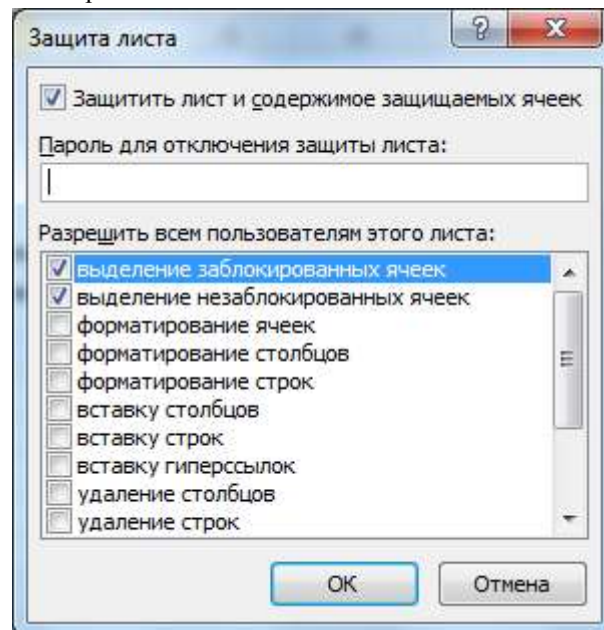 Защита листа
Защитить лист и содержимое защищаемых ячеек
Пароль для отключения защиты листа:
Разрешить всем пользователям этого листа:
выделение заблокированных ячеек
выделение незаблокированных ячеек
форматирование ячеек
форматирование столбцов
форматирование строк
вставку столбцов
вставку строк
вставку гиперссылок
удаление столбцов
удаление строк
ОК
Отмена